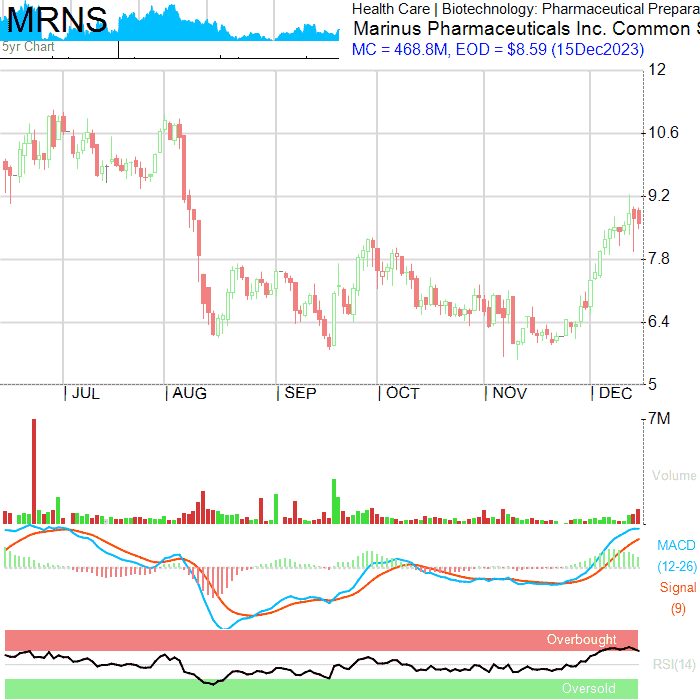 MRNS
5yr Chart
Health Care | Biotechnology: Pharmaceutical Prepara
Marinus Pharmaceuticals Inc. Common S
MC = 468.8M, EOD = $8.59 (15Dec2023)
12
10.6
9.2
7.8
6.4
5
JUL AUG SEP OCT NOV DEC
7M
Volume
MACD
(12-26)
Signal
(9)
Overbought
RSI(14)
Oversold